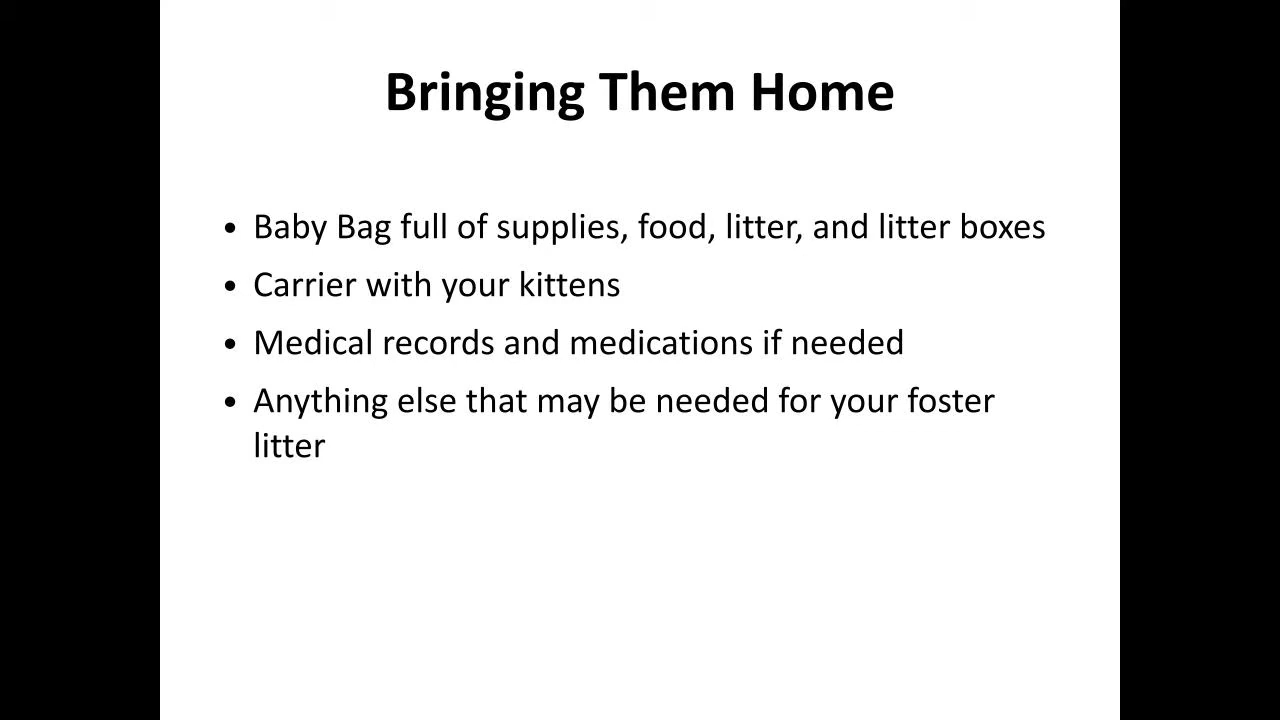 Bringing Them Home
• Baby Bag full of supplies, food, litter, and litter boxes
• Carrier with your kittens
• Medical records and medications if needed
• Anything else that may be needed for your foster
litter